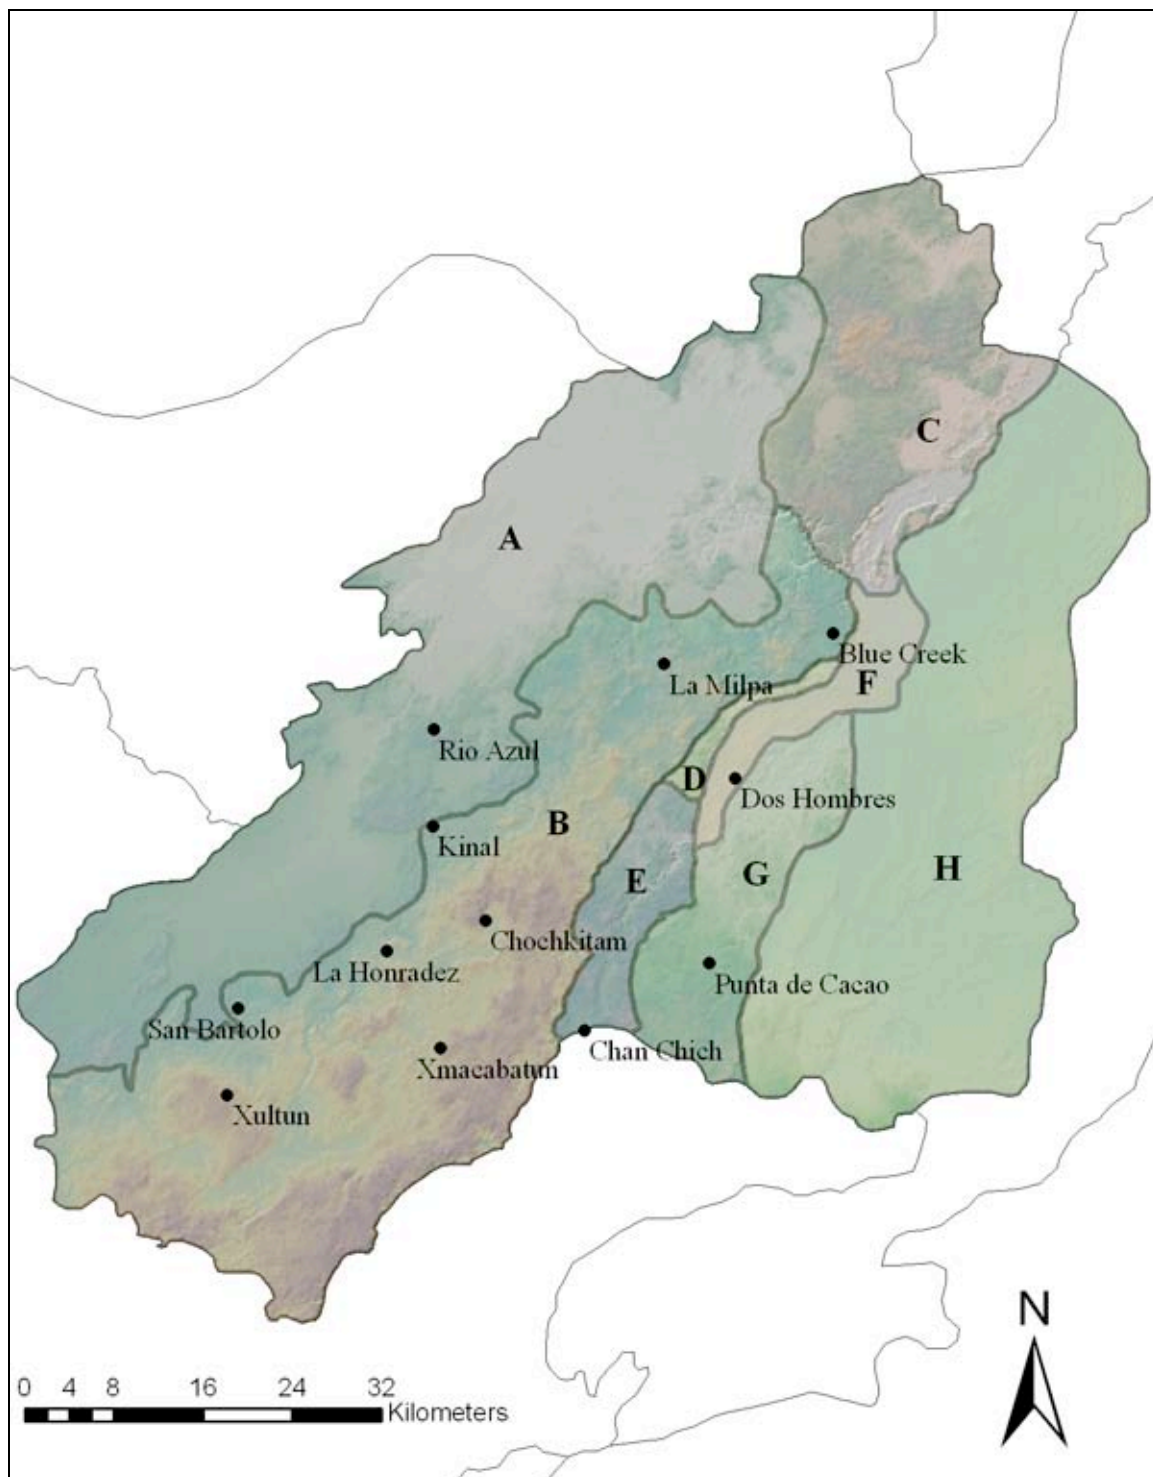 C
A
Blue Creek
La Milpa
F
Rio Azul
D
Dos Hombres
B
Kinal
E
G
H
Chochkitam
La Honradez
Punta de Cacao
San Bartolo
Chan Chich
Xmacabatun
Xultun
N
0 4 8 16 24 32
Kilometers